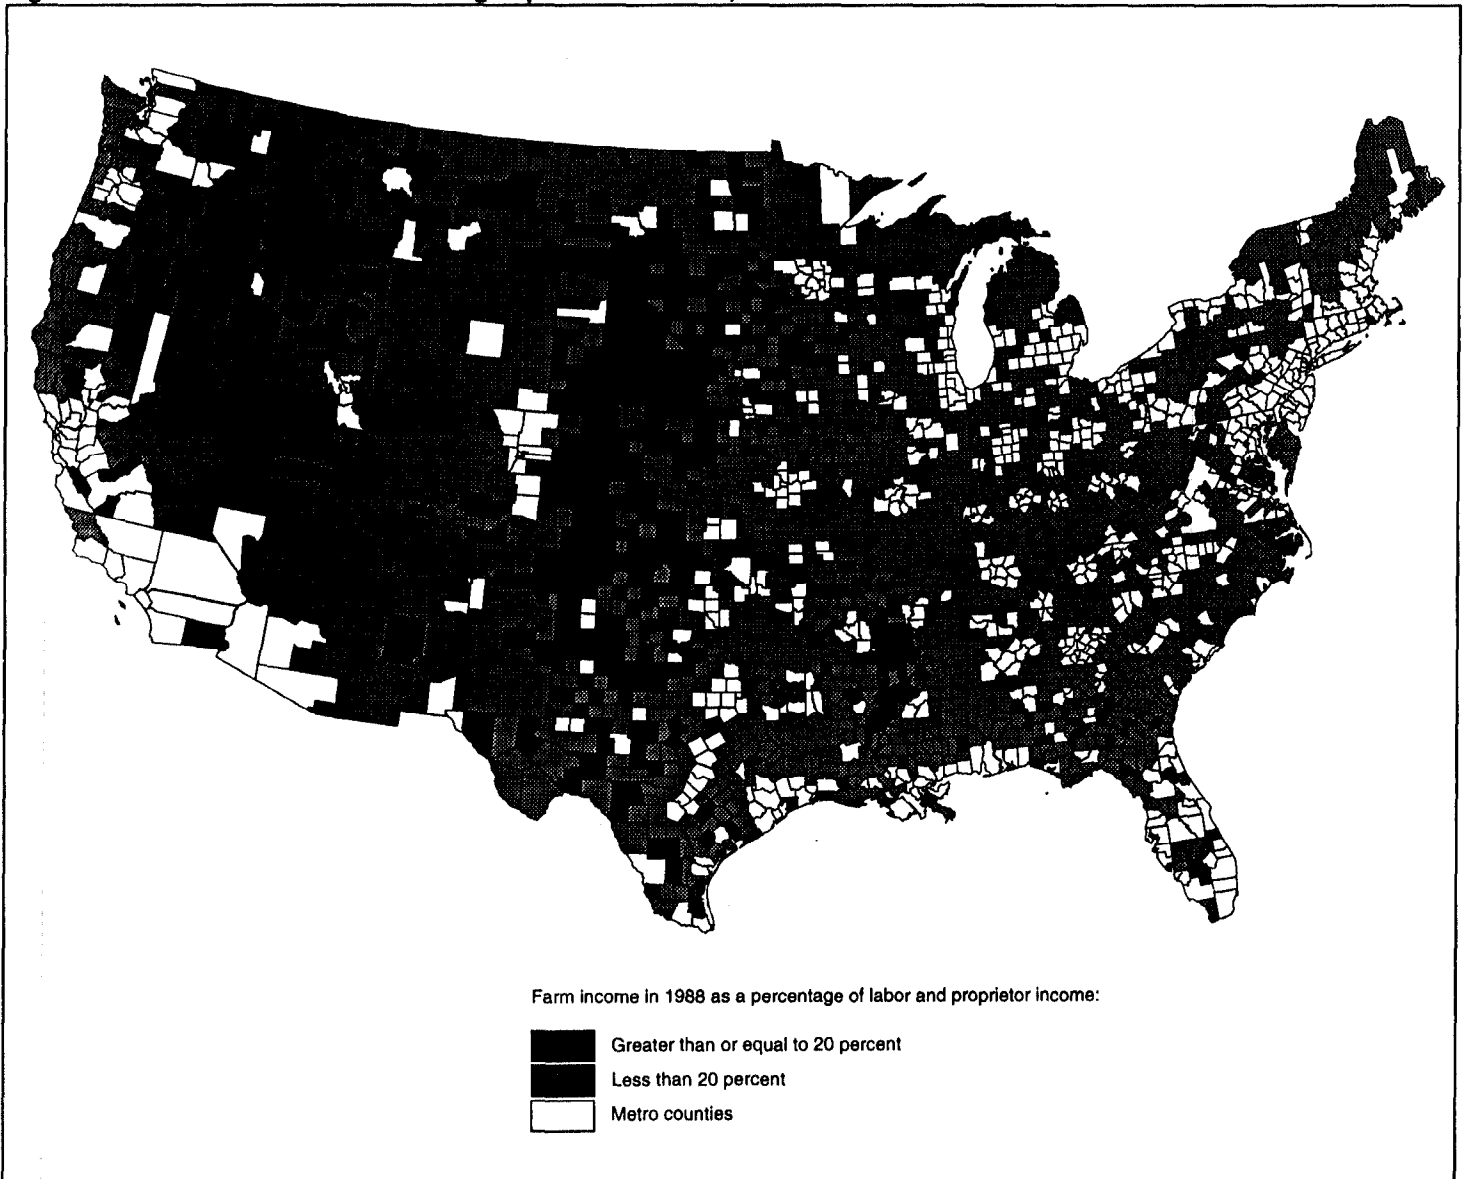 Farm income in 1988 as a percentage of labor and proprietor income:
Greater than or equal to 20 percent
Less than 20 percent
Metro counties